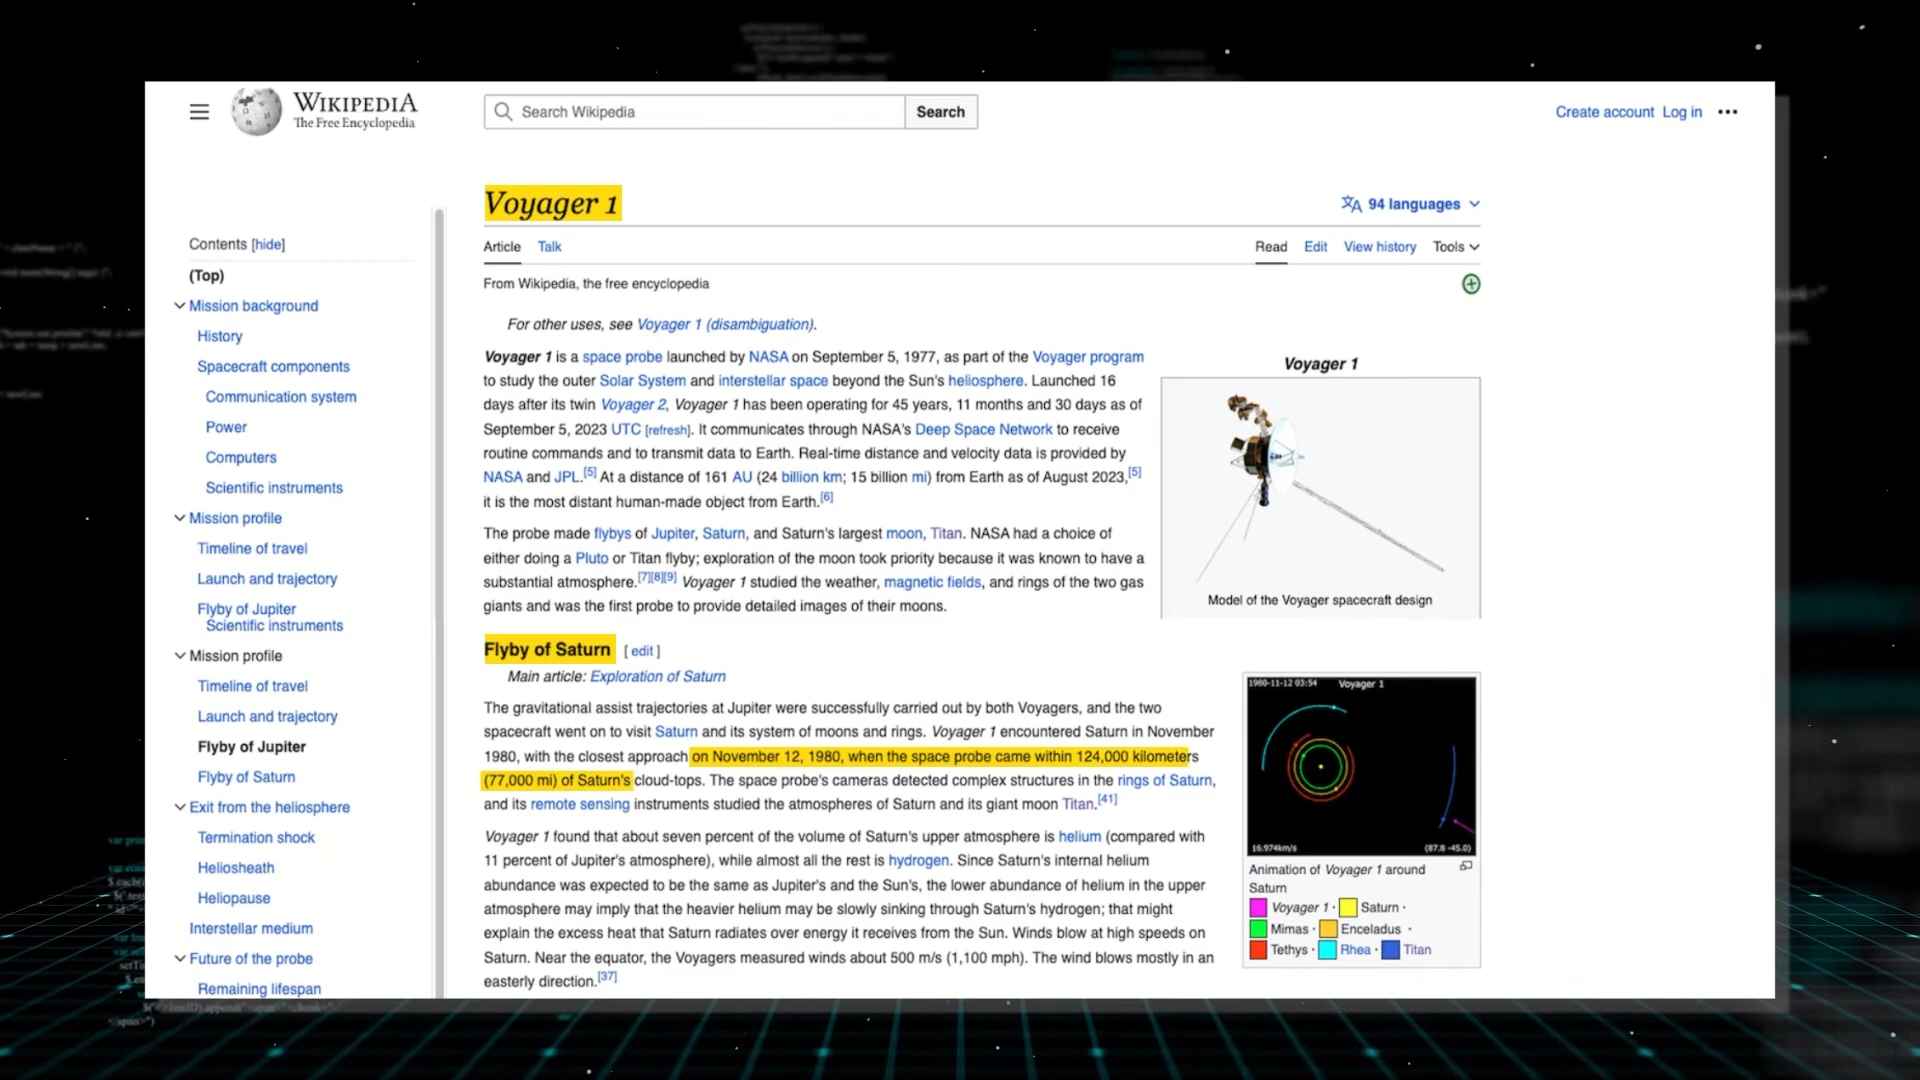 WIKIPEDIA
The Free Encyclopedia
Search Wikipedia
Search
Create account Log in
Voyager 1
94 languages
Article Talk
Read Edit View history Tools
From Wikipedia, the free encyclopedia
For other uses, see Voyager 1 (disambiguation).
Voyager 1 is a space probe launched by NASA on September 5, 1977, as part of the Voyager program
to study the outer Solar System and interstellar space beyond the Sun's heliosphere. Launched 16
days after its twin Voyager 2, Voyager 1 has been operating for 45 years, 11 months and 30 days as of
September 5, 2023 UTC [refresh]. It communicates through NASA's Deep Space Network to receive
routine commands and to transmit data to Earth. Real-time distance and velocity data is provided by
NASA and JPL.[5] At a distance of 161 AU (24 billion km; 15 billion mi) from Earth as of August 2023,[5]
it is the most distant human-made object from Earth.[6]
The probe made flybys of Jupiter, Saturn, and Saturn's largest moon, Titan. NASA had a choice of
either doing a Pluto or Titan flyby; exploration of the moon took priority because it was known to have a
substantial atmosphere.[7][8][9] Voyager 1 studied the weather, magnetic fields, and rings of the two gas
giants and was the first probe to provide detailed images of their moons.
Voyager 1
Model of the Voyager spacecraft design
Flyby of Saturn [ edit ]
Main article: Exploration of Saturn
The gravitational assist trajectories at Jupiter were successfully carried out by both Voyagers, and the two
spacecraft went on to visit Saturn and its system of moons and rings. Voyager 1 encountered Saturn in November
1980, with the closest approach on November 12, 1980, when the space probe came within 124,000 kilometers
(77,000 mi) of Saturn's cloud-tops. The space probe's cameras detected complex structures in the rings of Saturn,
and its remote sensing instruments studied the atmospheres of Saturn and its giant moon Titan.[41]
Voyager 1 found that about seven percent of the volume of Saturn's upper atmosphere is helium (compared with
11 percent of Jupiter's atmosphere), while almost all the rest is hydrogen. Since Saturn's internal helium
abundance was expected to be the same as Jupiter's and the Sun's, the lower abundance of helium in the upper
atmosphere may imply that the heavier helium may be slowly sinking through Saturn's hydrogen; that might
explain the excess heat that Saturn radiates over energy it receives from the Sun. Winds blow at high speeds on
Saturn. Near the equator, the Voyagers measured winds about 500 m/s (1,100 mph). The wind blows mostly in an
easterly direction.[37]
1980-11-12 03:54 Voyager 1
16.974km/s (87.8 -45.0)
Animation of Voyager 1 around
Saturn
Voyager 1 · Saturn ·
Mimas · Enceladus ·
Tethys · Rhea · Titan
Contents [hide]
(Top)
Mission background
History
Spacecraft components
Communication system
Power
Computers
Scientific instruments
Mission profile
Timeline of travel
Launch and trajectory
Flyby of Jupiter
Scientific instruments
Mission profile
Timeline of travel
Launch and trajectory
Flyby of Jupiter
Flyby of Saturn
Exit from the heliosphere
Termination shock
Heliosheath
Heliopause
Interstellar medium
Future of the probe
Remaining lifespan